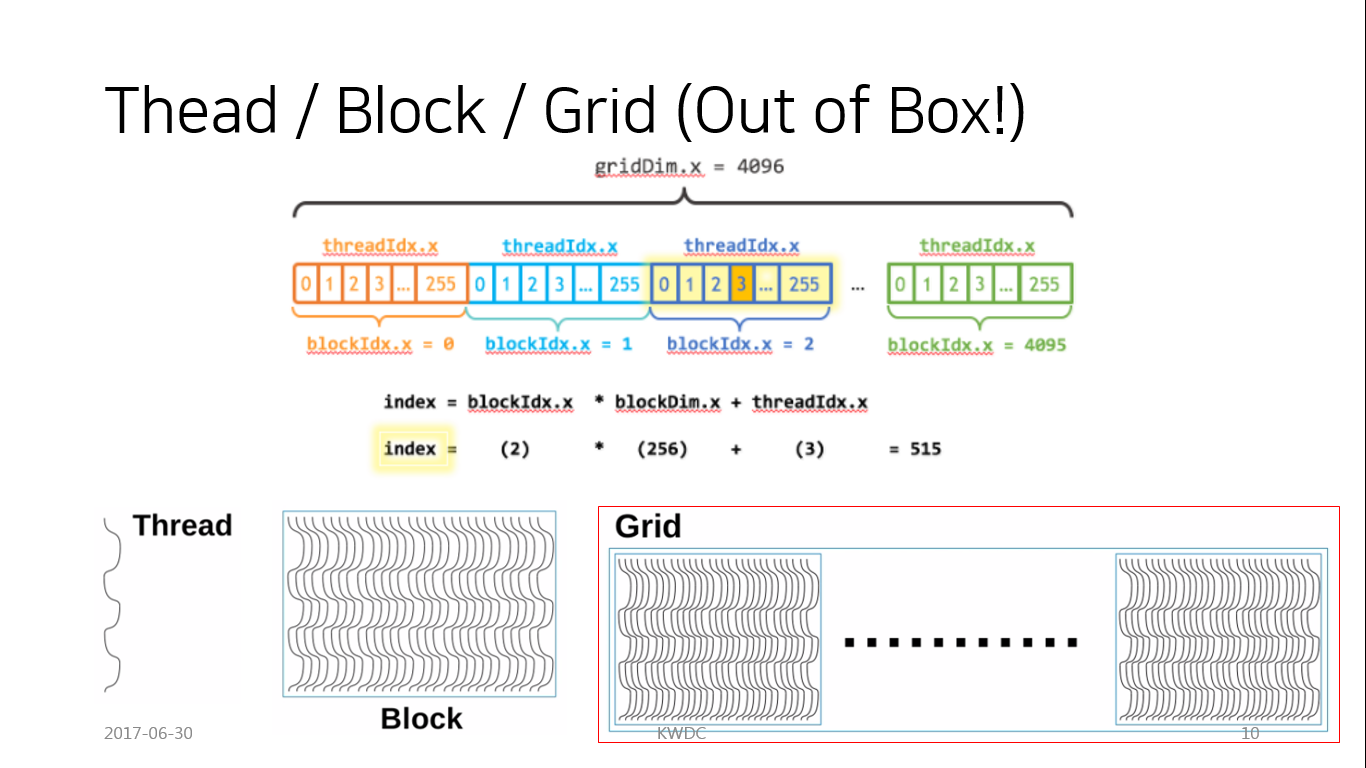 Thead / Block / Grid (Out of Box!)
gridDim.x = 4096
threadIdx.x threadIdx.x threadIdx.x threadIdx.x
0 1 2 3 ... 255 0 1 2 3 ... 255 0 1 2 3 ... 255 ... 0 1 2 3 ... 255
blockIdx.x = 0 blockIdx.x = 1 blockIdx.x = 2 blockIdx.x = 4095
index = blockIdx.x * blockDim.x + threadIdx.x
index = (2) * (256) + (3) = 515
Thread
Grid
Block
2017-06-30 KWDC 10